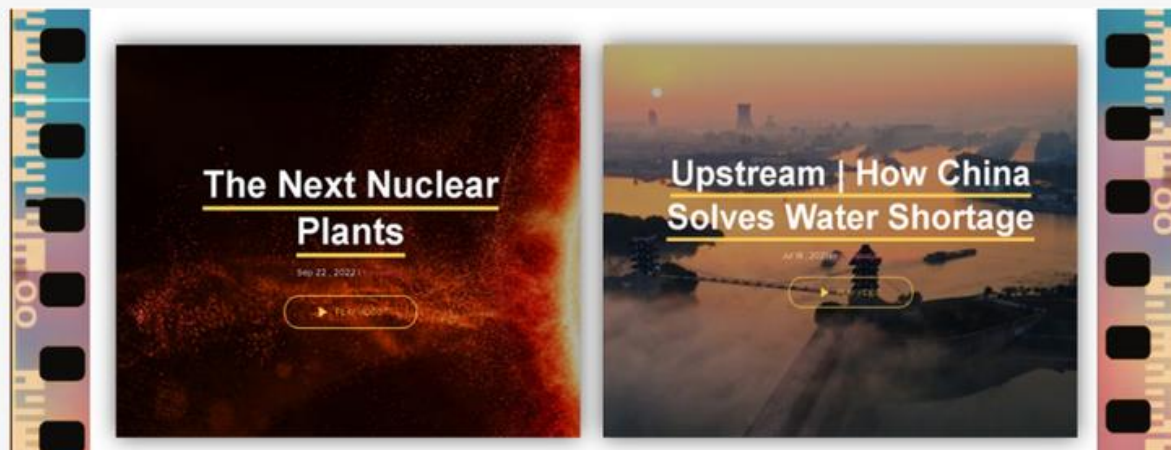 The Next Nuclear
Plants
Sep 22, 2022
Upstream | How China
Solves Water Shortage